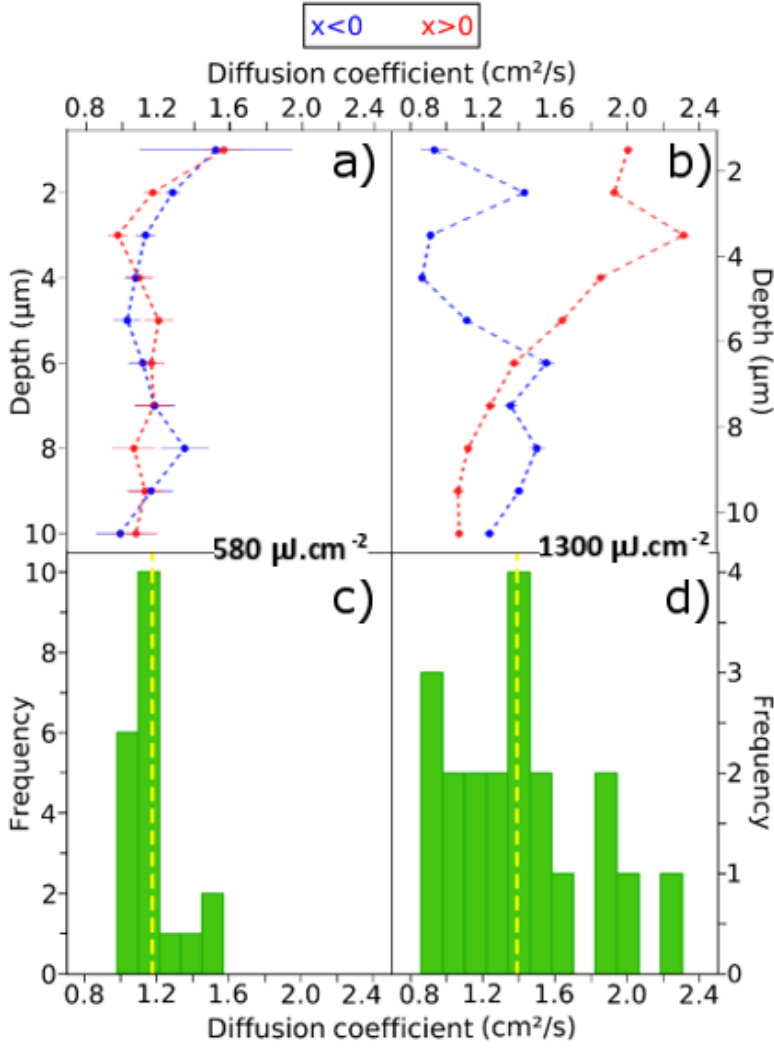 x<0 x>0
Diffusion coefficient (cm²/s)
0.8 1.2 1.6 2.0 0.8 1.2 1.6 2.0 2.4
a) b)
2 2
4 4
6 6
8 8
10 10
Depth (μm) Depth (μm)
580 μJ.cm⁻² 1300 μJ.cm⁻²
c) d)
10 4
8 3
6 2
4 1
2 0
0
Frequency Frequency
0.8 1.2 1.6 2.0 2.4 0.8 1.2 1.6 2.0 2.4
Diffusion coefficient (cm²/s)